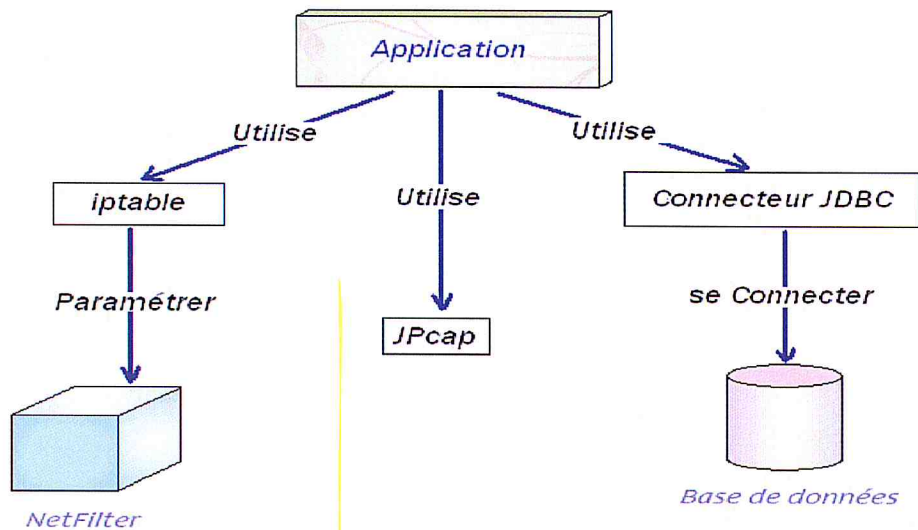 Application
Utilise
Utilise
Utilise
iptable
Connecteur JDBC
Paramétrer
se Connecter
JPcap
NetFilter
Base de données